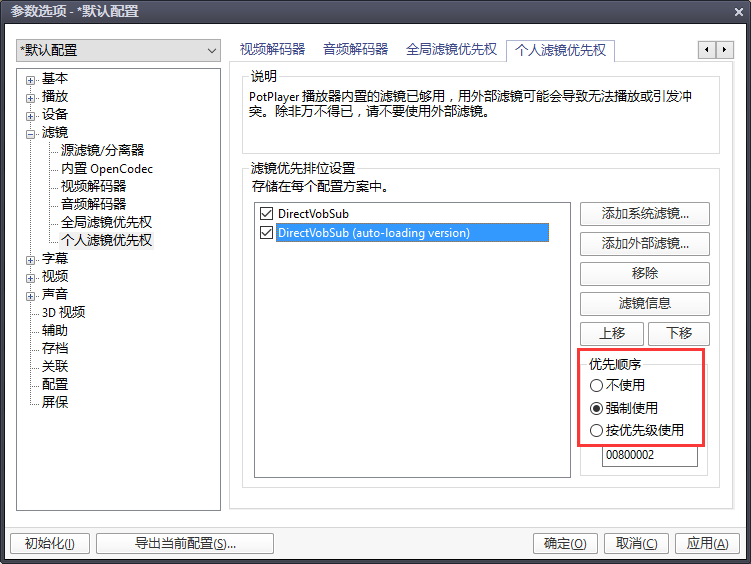 参数选项 - *默认配置
*默认配置
基本
播放
设备
滤镜
源滤镜/分离器
内置 OpenCodec
视频解码器
音频解码器
全局滤镜优先权
个人滤镜优先权
字幕
视频
声音
3D 视频
辅助
存档
关联
配置
屏保
视频解码器 音频解码器 全局滤镜优先权 个人滤镜优先权
说明
PotPlayer 播放器内置的滤镜已够用，用外部滤镜可能会导致无法播放或引发冲
突。除非万不得已，请不要使用外部滤镜。
滤镜优先排位设置
存储在每个配置方案中。
DirectVobSub
DirectVobSub (auto-loading version)
添加系统滤镜...
添加外部滤镜...
移除
滤镜信息
上移 下移
优先顺序
不使用
强制使用
按优先级使用
00800002
初始化(I) 导出当前配置(S)... 确定(O) 取消(C) 应用(A)